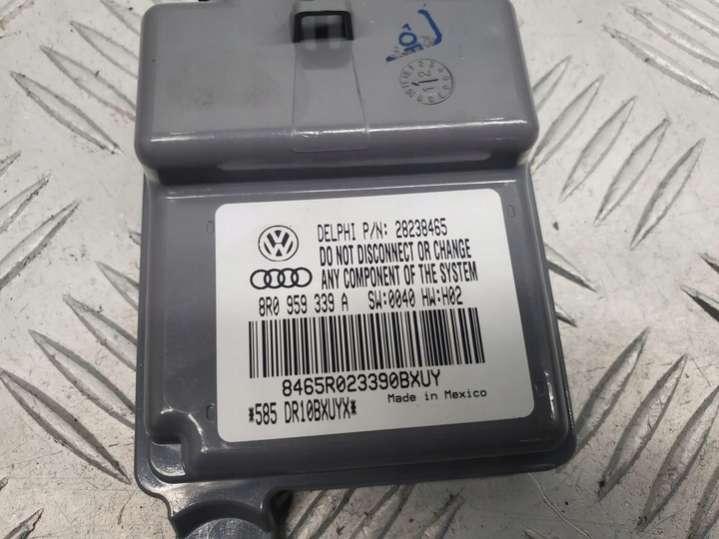 DELPHI P/N: 28238465
DO NOT DISCONNECT OR CHANGE
ANY COMPONENT OF THE SYSTEM
8R0 959 339 A SW:0040 HW:H02
8465R023390BXUY
*585 DR10BXUYX*
Made in Mexico